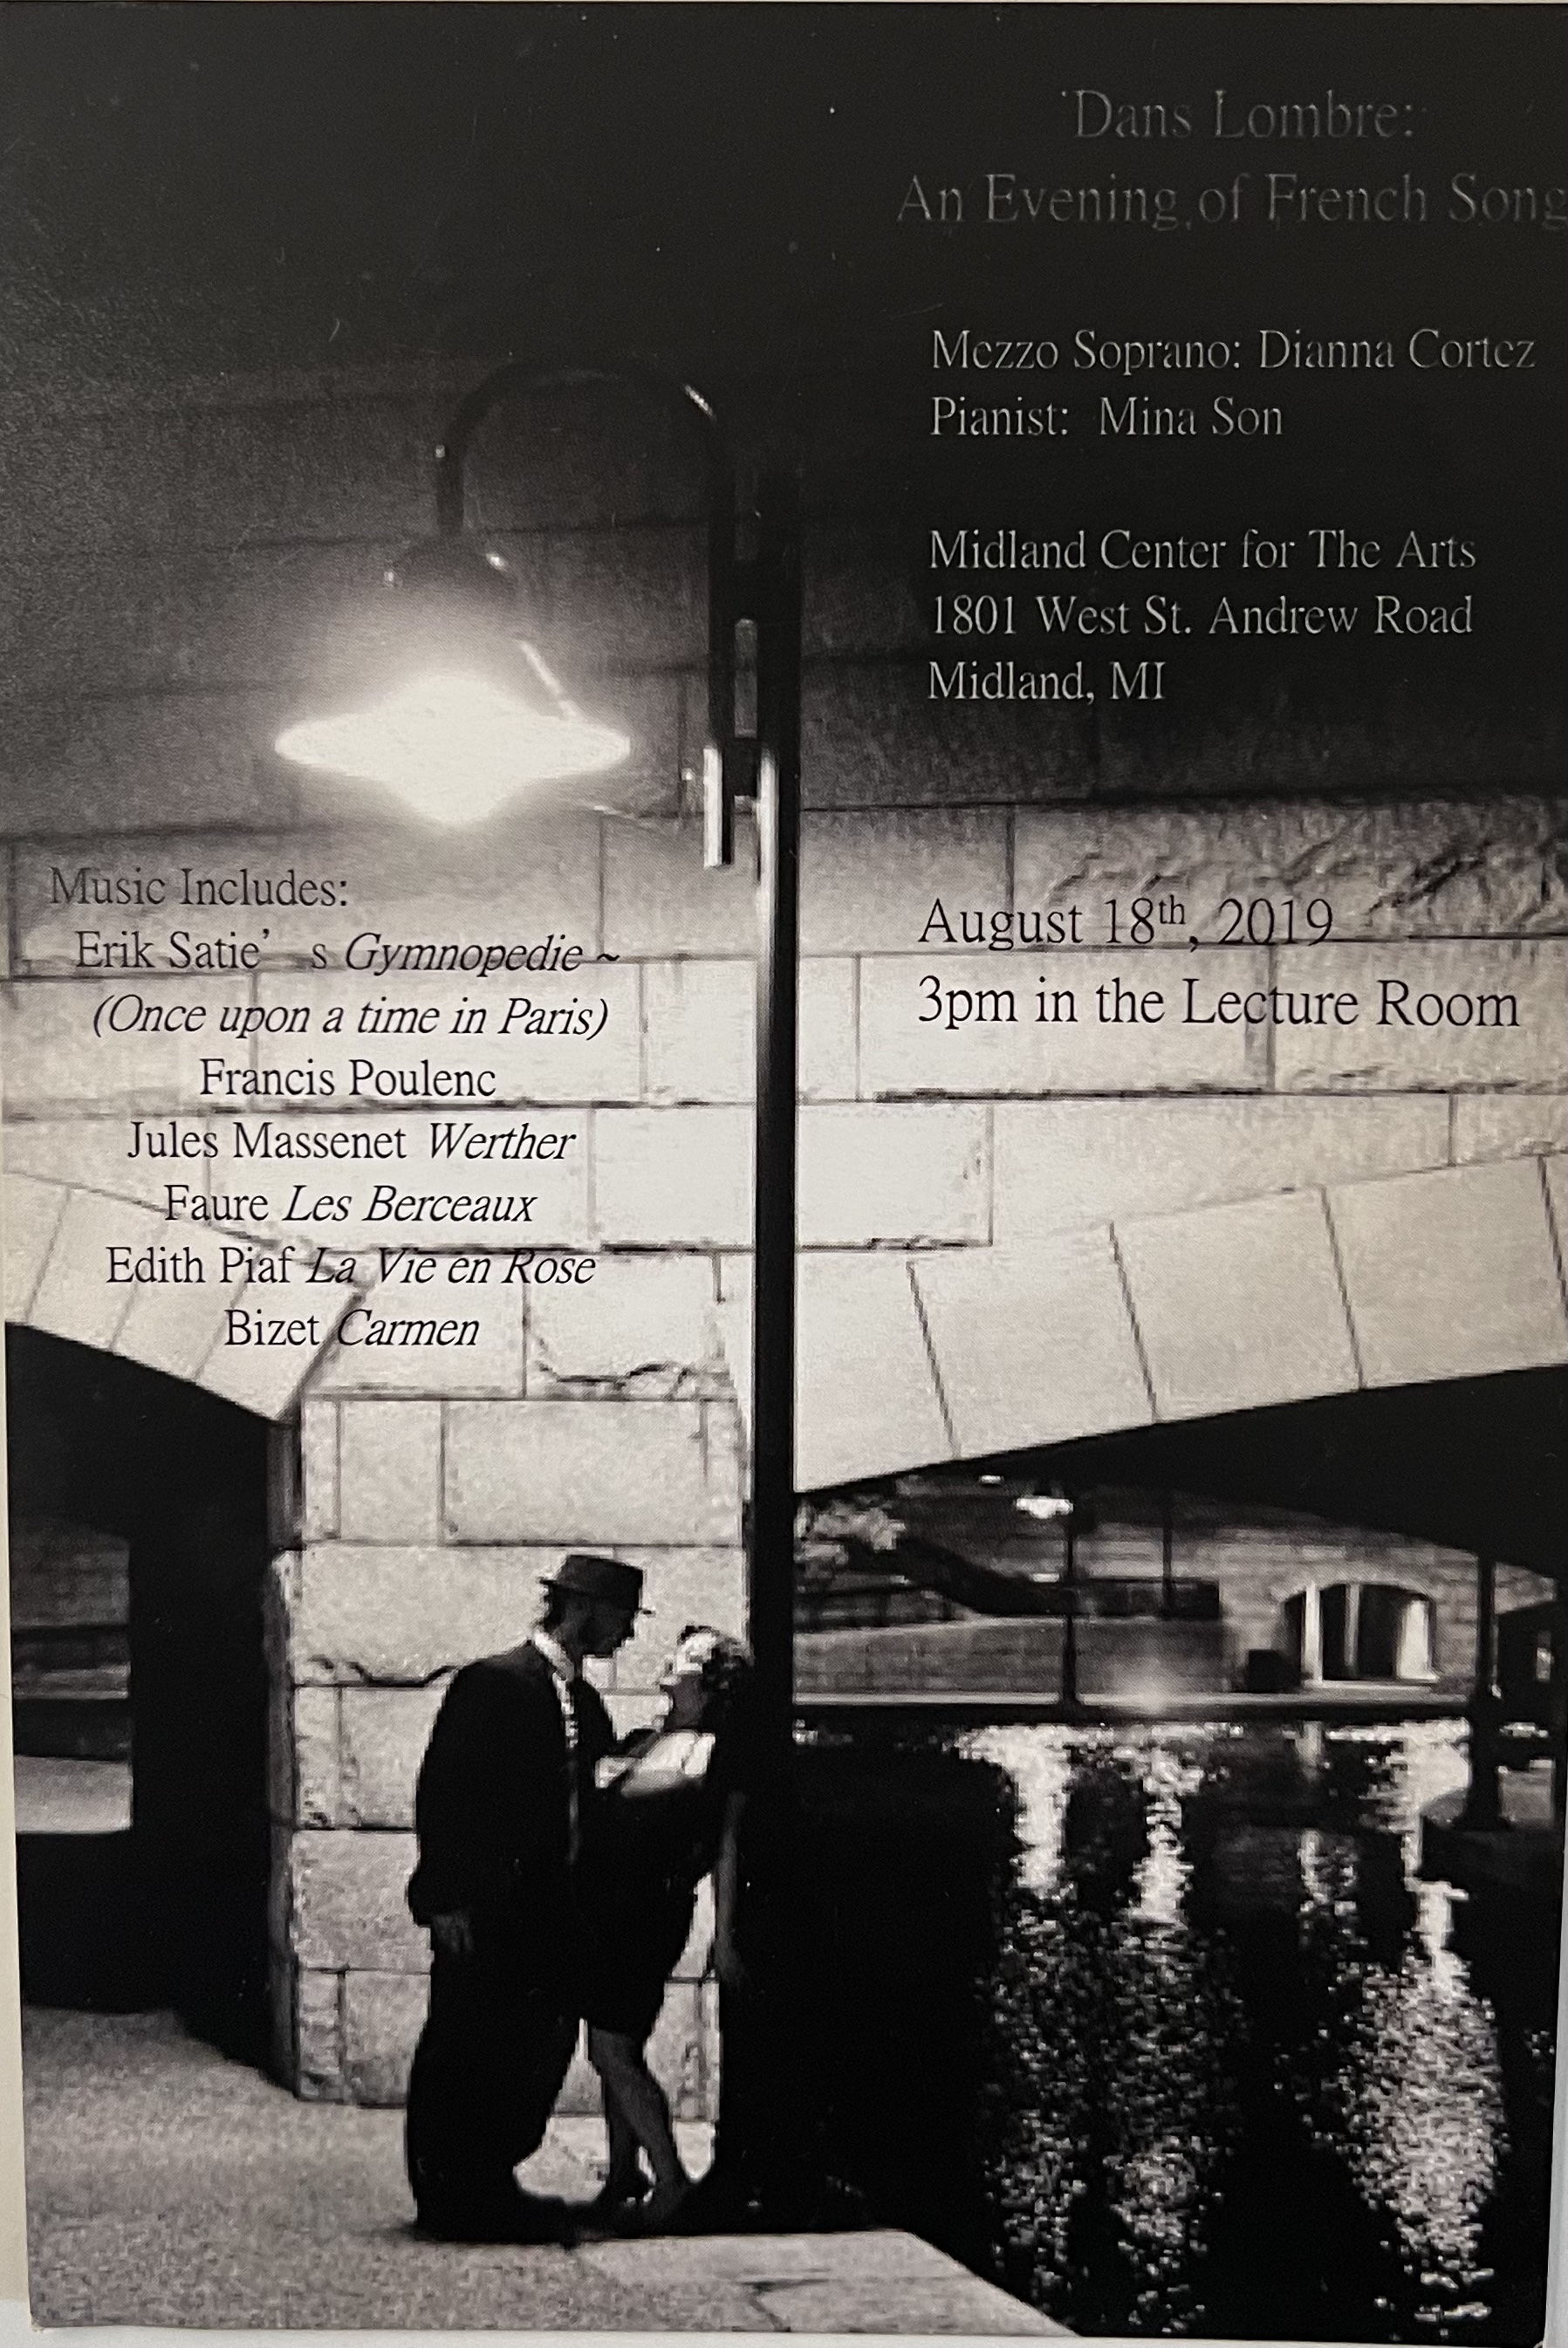 Dans Lombre:
An Evening of French Song
Mezzo Soprano: Dianna Cortez
Pianist: Mina Son
Midland Center for The Arts
1801 West St. Andrew Road
Midland, MI
Music Includes:
Erik Satie’s Gymnopedie ~
(Once upon a time in Paris)
Francis Poulenc
Jules Massenet Werther
Faure Les Berceaux
Edith Piaf La Vie en Rose
Bizet Carmen
August 18th, 2019
3pm in the Lecture Room